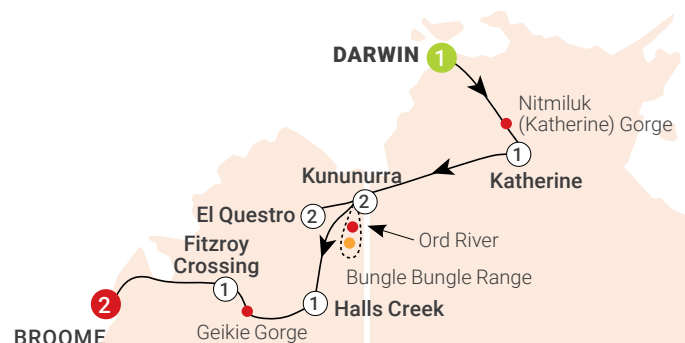 DARWIN 1
Nitmiluk
(Katherine) Gorge
1
Katherine
Kununurra
2
El Questro 2
Ord River
Fitzroy
Crossing
Bungle Bungle Range
1
2
1 Halls Creek
Geikie Gorge
BROOME